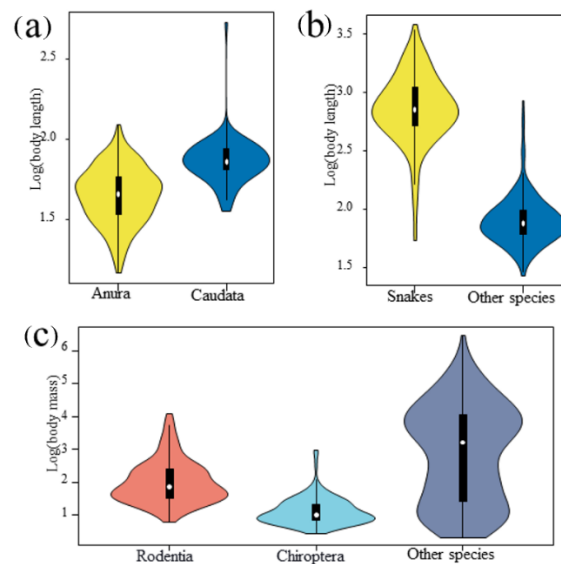 (a)
Log(body length)
2.5
2.0
1.5
Anura Caudata
(b)
Log(body length)
3.5
3.0
2.5
2.0
1.5
Snakes Other species
(c)
Log(body mass)
6
5
4
3
2
1
Rodentia Chiroptera Other species